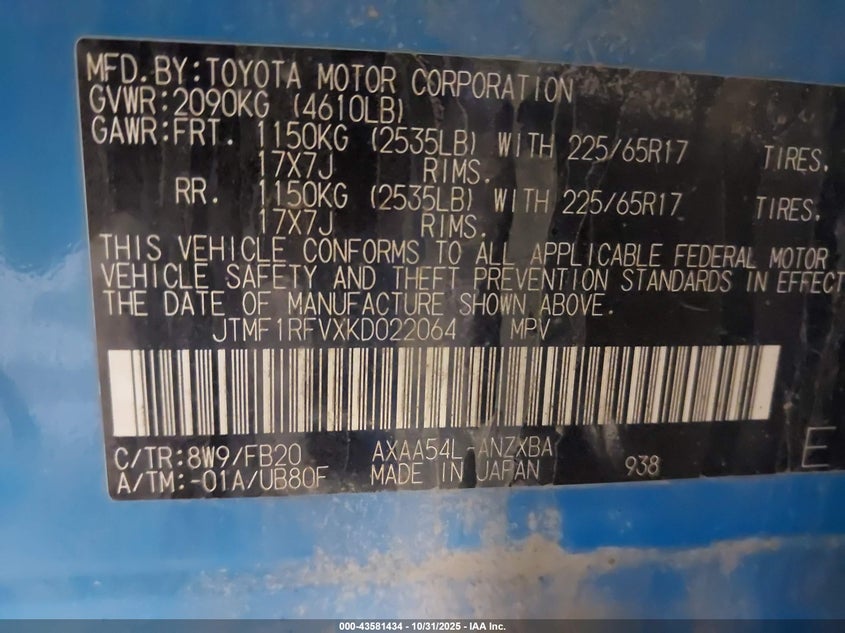 MFD.BY:TOYOTA MOTOR CORPORATION
GVWR:2090KG (4610LB)
GAWR:FRT. 1150KG (2535LB) WITH 225/65R17 TIRES.
17X7J RIMS.
RR. 1150KG (2535LB) WITH 225/65R17 TIRES.
17X7J RIMS.
THIS VEHICLE CONFORMS TO ALL APPLICABLE FEDERAL MOTOR
VEHICLE SAFETY AND THEFT PREVENTION STANDARDS IN EFFECT
THE DATE OF MANUFACTURE SHOWN ABOVE.
JTMF1RFVXKD022064 MPV
C/TR:8W9/FB20 AXAA54L-ANZXBA
A/TM:-01A/UB80F MADE IN JAPAN 938 E
000-43581434 - 10/31/2025 - IAA Inc.